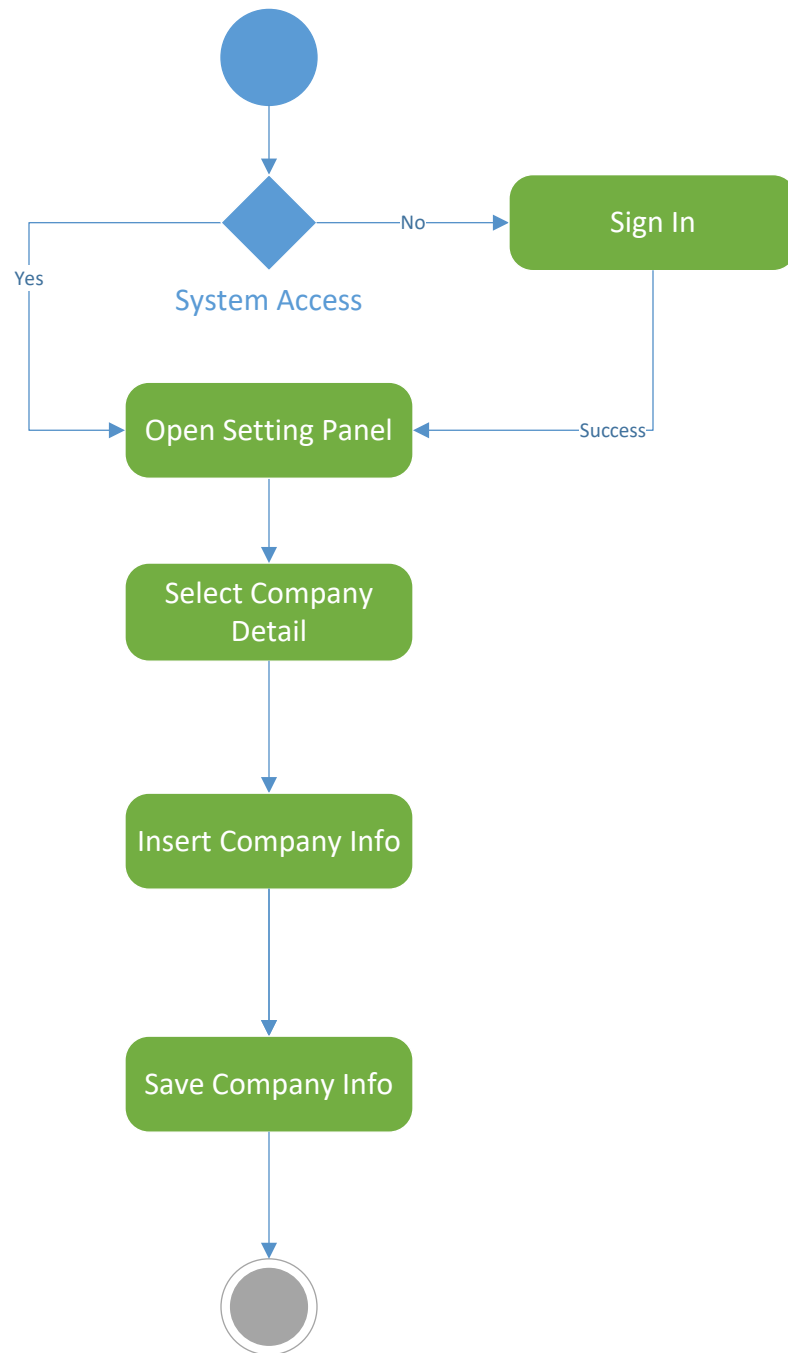 No
Sign In
Yes
System Access
Open Setting Panel
Success
Select Company
Detail
Insert Company Info
Save Company Info